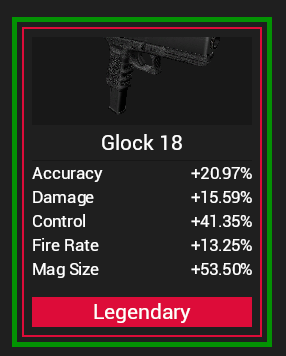 Glock 18
Accuracy +20.97%
Damage +15.59%
Control +41.35%
Fire Rate +13.25%
Mag Size +53.50%
Legendary